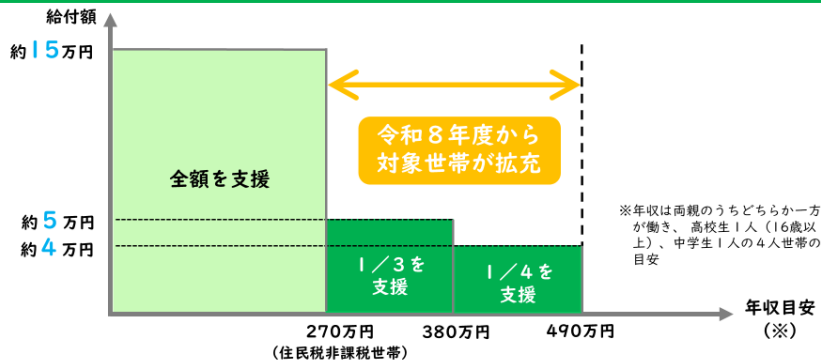 給付額
約15万円
令和8年度から
対象世帯が拡充
全額を支援
約5万円
約4万円
※年収は両親のうちどちらか一方
が働き、高校生1人(16歳以
上)、中学生1人の4人世帯の
目安
1/3を
支援
1/4を
支援
270万円
380万円
490万円
(住民税非課税世帯)
年収目安
(※)